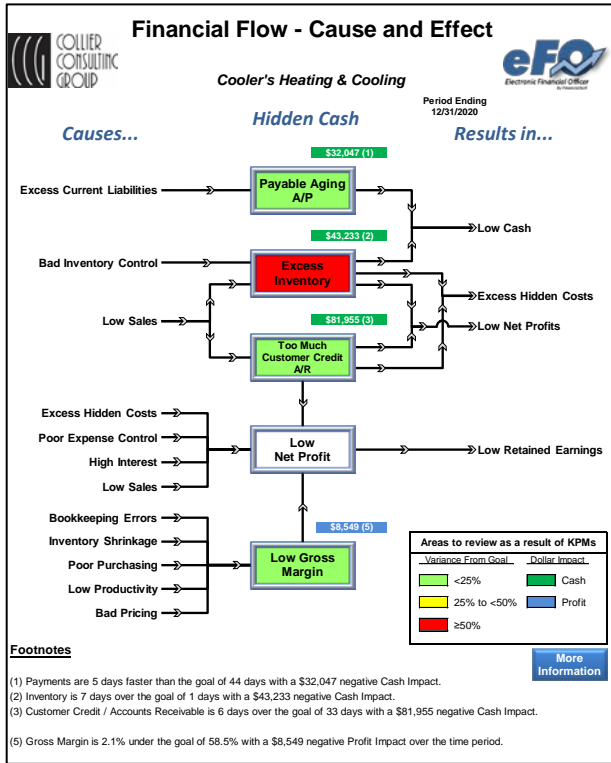 Financial Flow - Cause and Effect
CCG
COLLIER
CONSULTING
GROUP
eFO
Electronic Financial Officer
Cooler's Heating & Cooling
Period Ending
12/31/2020
Causes...
Hidden Cash
Results in...
$32,047 (1)
Excess Current Liabilities
Payable Aging
A/P
Low Cash
$43,233 (2)
Bad Inventory Control
Excess
Inventory
Excess Hidden Costs
Low Sales
$81,955 (3)
Low Net Profits
Too Much
Customer Credit
A/R
Excess Hidden Costs
Poor Expense Control
High Interest
Low Sales
Low
Net Profit
Low Retained Earnings
$8,549 (5)
Bookkeeping Errors
Inventory Shrinkage
Poor Purchasing
Low Productivity
Bad Pricing
Low Gross
Margin
Areas to review as a result of KPMs
Variance From Goal Dollar Impact
<25% Cash
25% to <50% Profit
≥50%
Footnotes
More
Information
(1) Payments are 5 days faster than the goal of 44 days with a $32,047 negative Cash Impact.
(2) Inventory is 7 days over the goal of 1 days with a $43,233 negative Cash Impact.
(3) Customer Credit / Accounts Receivable is 6 days over the goal of 33 days with a $81,955 negative Cash Impact.
(5) Gross Margin is 2.1% under the goal of 58.5% with a $8,549 negative Profit Impact over the time period.